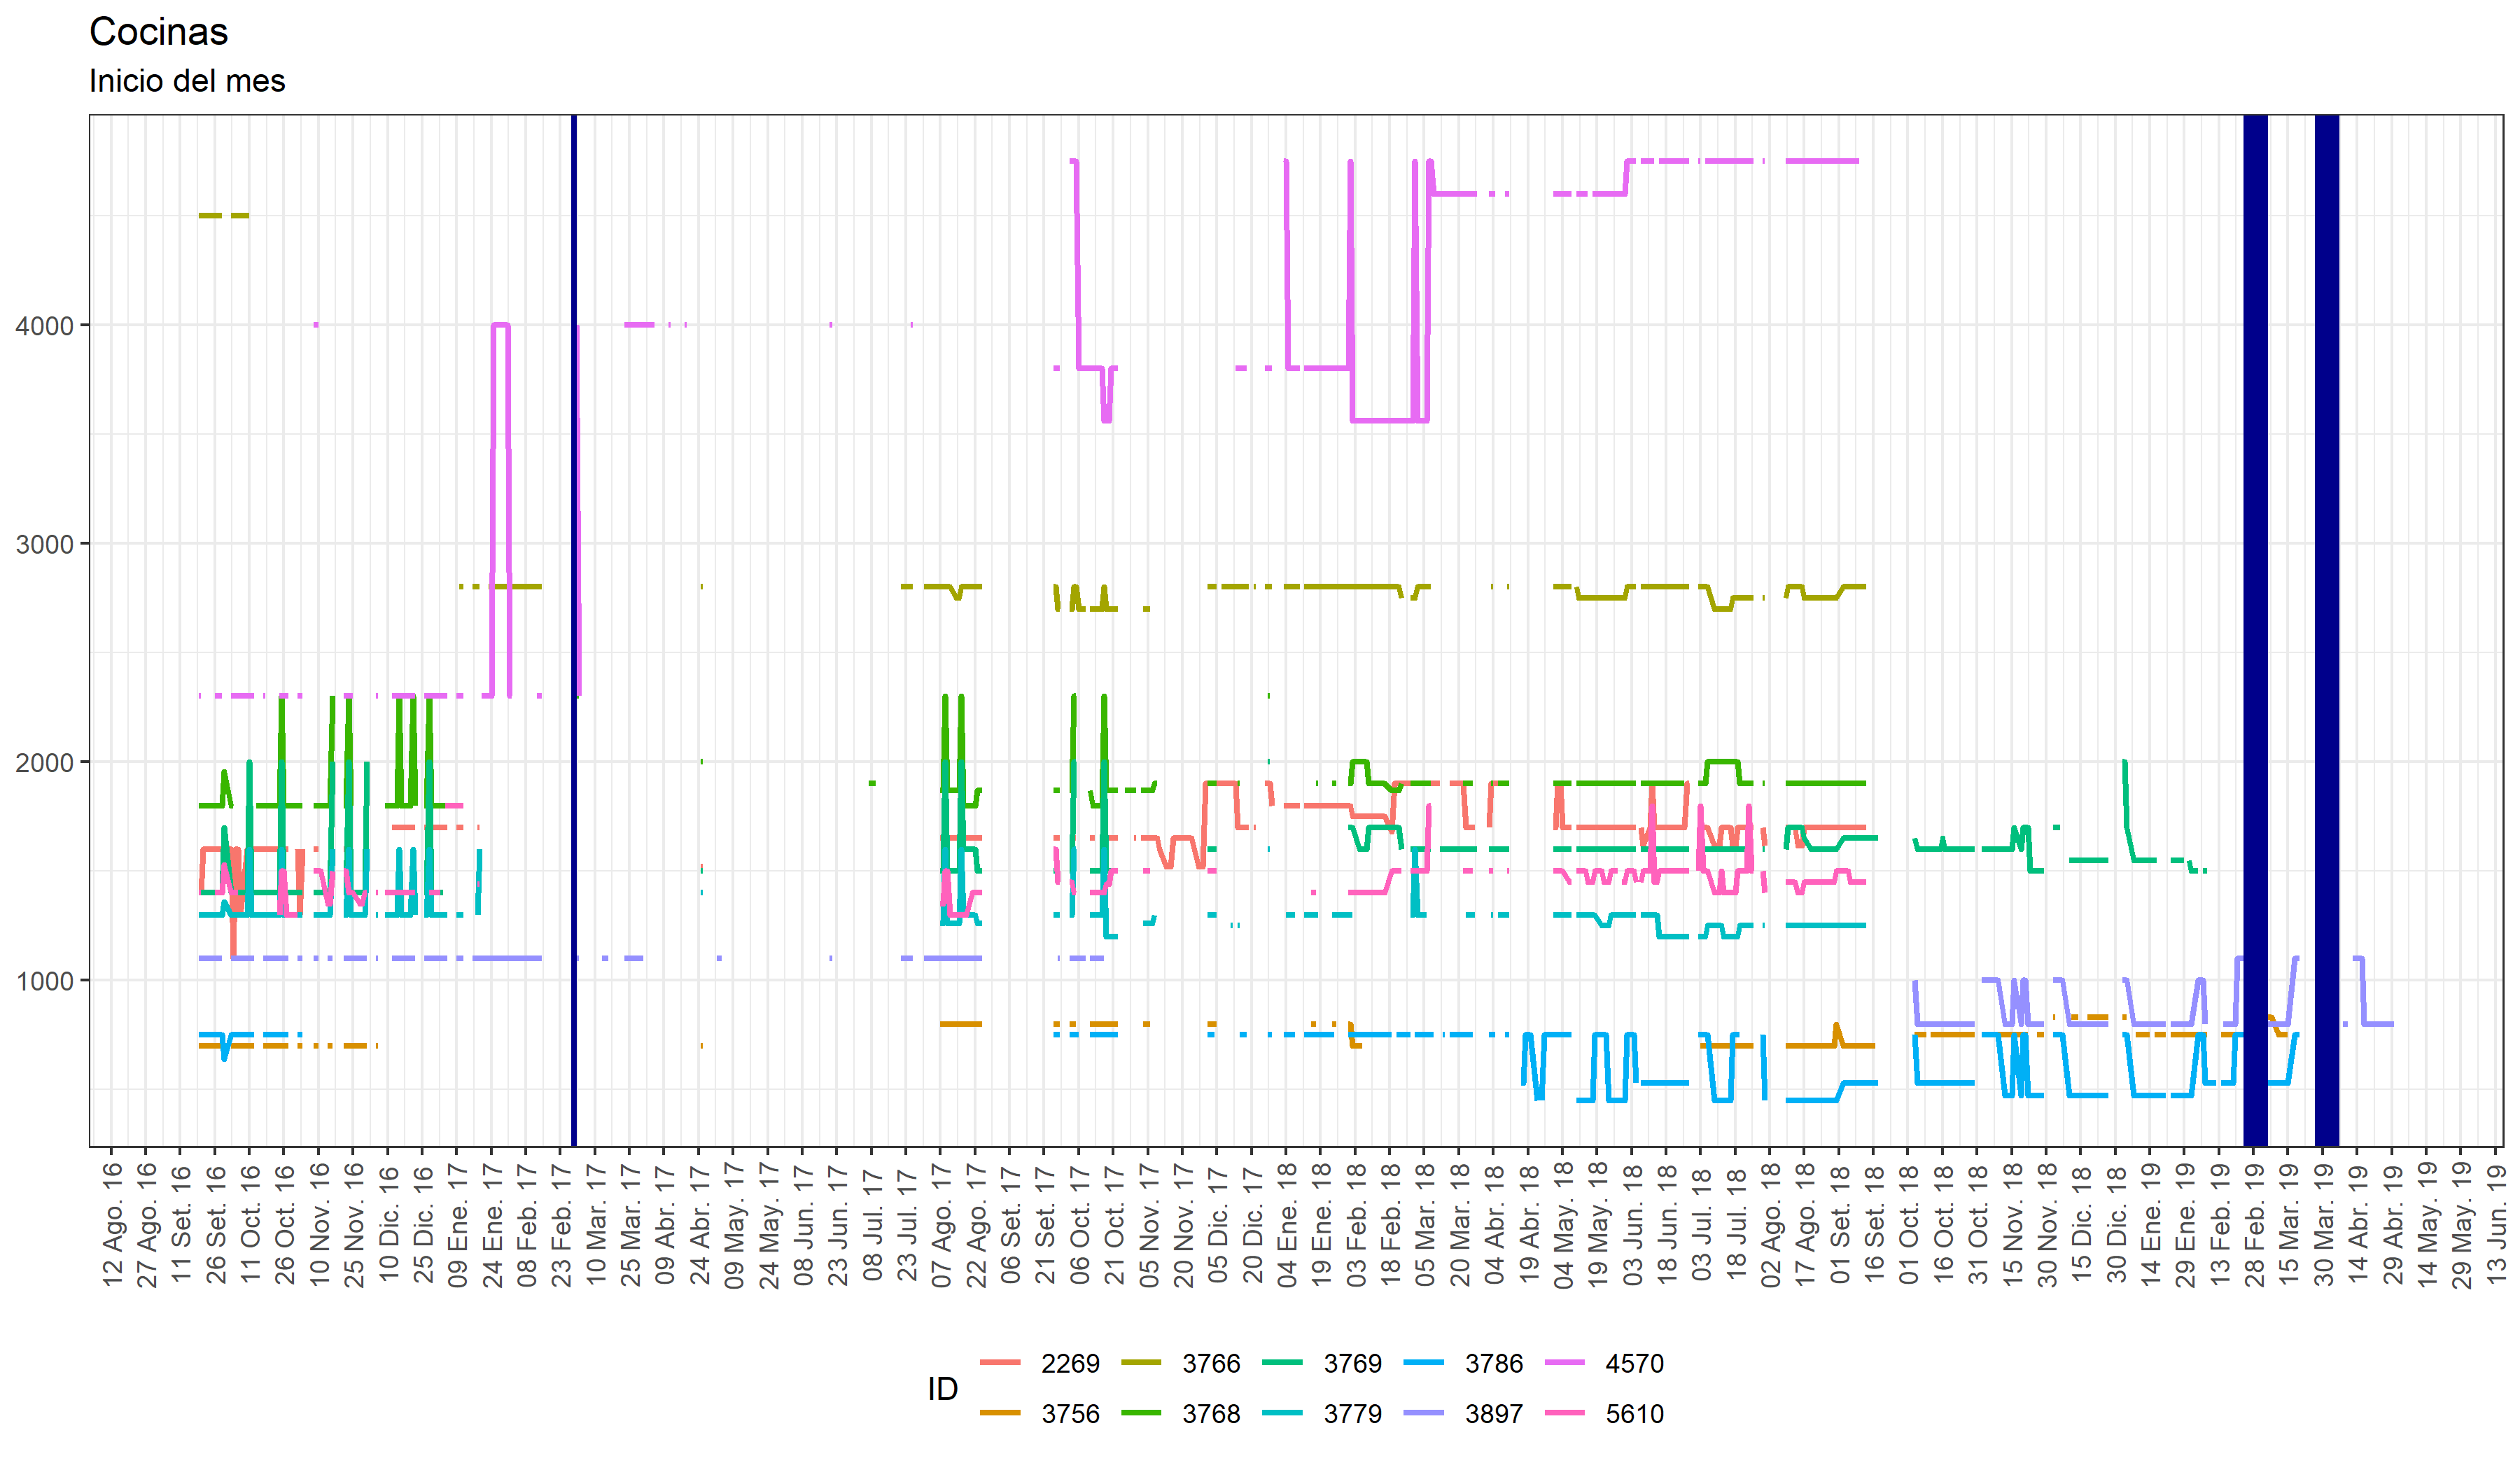 Cocinas
Inicio del mes
4000
3000
2000
1000
12 Ago. 16
27 Ago. 16
11 Set. 16
26 Set. 16
11 Oct. 16
26 Oct. 16
10 Nov. 16
25 Nov. 16
10 Dic. 16
25 Dic. 16
09 Ene. 17
24 Ene. 17
08 Feb. 17
23 Feb. 17
10 Mar. 17
25 Mar. 17
09 Abr. 17
24 Abr. 17
09 May. 17
24 May. 17
08 Jun. 17
23 Jun. 17
08 Jul. 17
23 Jul. 17
07 Ago. 17
22 Ago. 17
06 Set. 17
21 Set. 17
06 Oct. 17
21 Oct. 17
05 Nov. 17
20 Nov. 17
05 Dic. 17
20 Dic. 17
04 Ene. 18
19 Ene. 18
03 Feb. 18
18 Feb. 18
05 Mar. 18
20 Mar. 18
04 Abr. 18
19 Abr. 18
04 May. 18
19 May. 18
03 Jun. 18
18 Jun. 18
03 Jul. 18
18 Jul. 18
02 Ago. 18
17 Ago. 18
01 Set. 18
16 Set. 18
01 Oct. 18
16 Oct. 18
31 Oct. 18
15 Nov. 18
30 Nov. 18
15 Dic. 18
30 Dic. 18
14 Ene. 19
29 Ene. 19
13 Feb. 19
28 Feb. 19
15 Mar. 19
30 Mar. 19
14 Abr. 19
29 Abr. 19
14 May. 19
29 May. 19
13 Jun. 19
ID
2269 3766 3769 3786 4570
3756 3768 3779 3897 5610